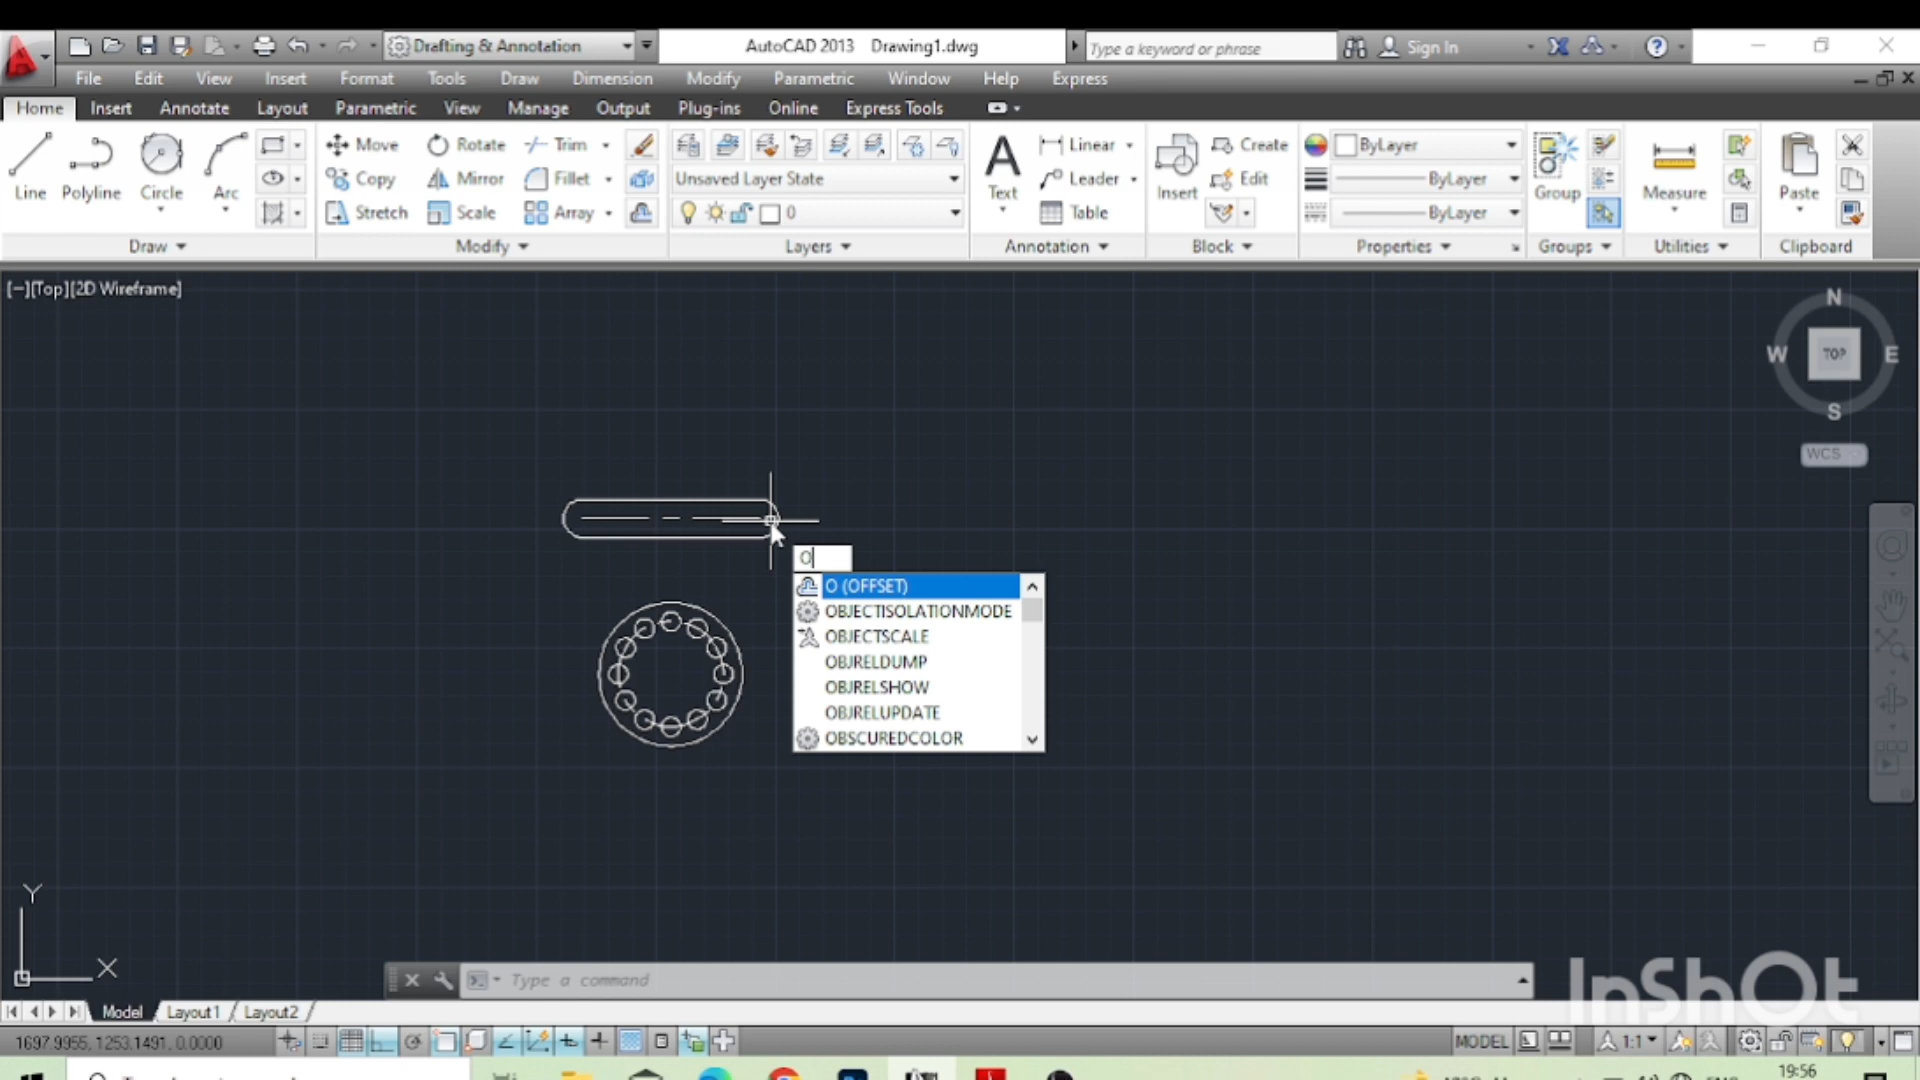 Drafting & Annotation AutoCAD 2013 Drawing1.dwg Type a keyword or phrase Sign In
File Edit View Insert Format Tools Draw Dimension Modify Parametric Window Help Express
Home Insert Annotate Layout Parametric View Manage Output Plug-ins Online Express Tools
Move Rotate Trim Linear Create ByLayer
Copy Mirror Fillet Unsaved Layer State Leader Edit ByLayer
Line Polyline Circle Arc Text Insert Group Measure Paste
Stretch Scale Array 0 Table ByLayer
Draw Modify Layers Annotation Block Properties Groups Utilities Clipboard
[−][Top][2D Wireframe]
N
W TOP E
S
WCS
O
O (OFFSET)
OBJECTISOLATIONMODE
OBJECTSCALE
OBJRELDUMP
OBJRELSHOW
OBJRELUPDATE
OBSCUREDCOLOR
Y
X
Type a command
InShOt
Model Layout1 Layout2
1697.9955, 1253.1491, 0.0000 MODEL 1:1
19:56